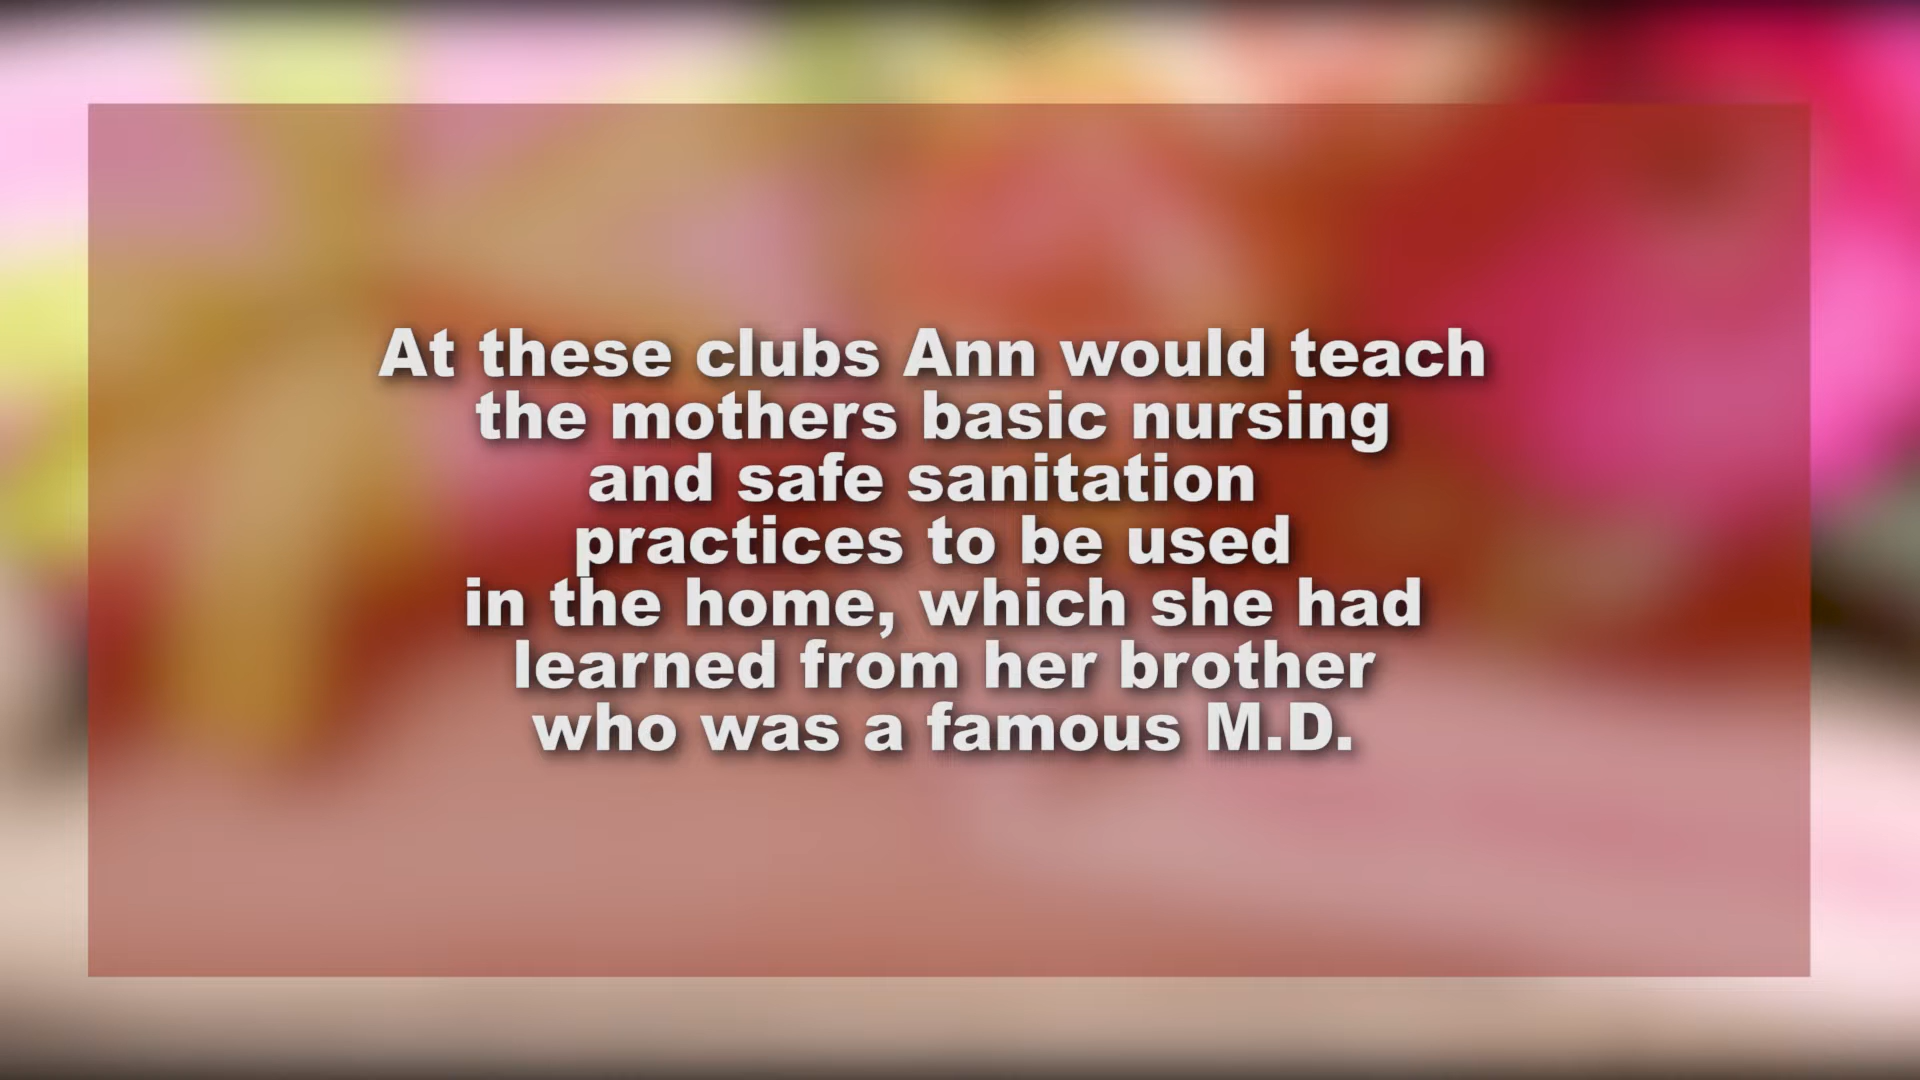 At these clubs Ann would teach
the mothers basic nursing
and safe sanitation
practices to be used
in the home, which she had
learned from her brother
who was a famous M.D.